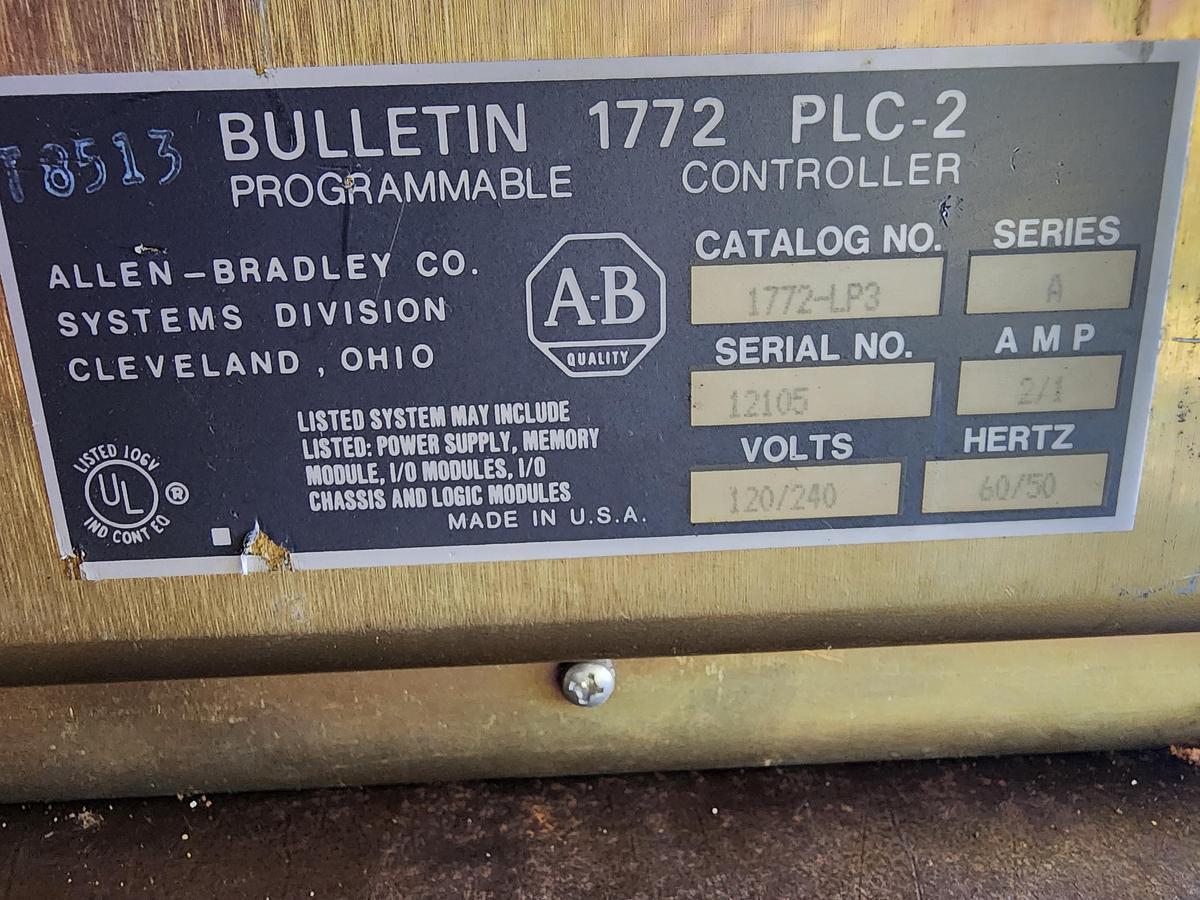 T8513
BULLETIN 1772 PLC-2
PROGRAMMABLE CONTROLLER
ALLEN-BRADLEY CO.
SYSTEMS DIVISION
CLEVELAND, OHIO
A-B
QUALITY
CATALOG NO.
1772-LP3
SERIES
A
SERIAL NO.
12105
AMP
2/1
VOLTS
120/240
HERTZ
60/50
LISTED SYSTEM MAY INCLUDE
LISTED: POWER SUPPLY, MEMORY
MODULE, I/O MODULES, I/O
CHASSIS AND LOGIC MODULES
MADE IN U.S.A.
LISTED 10GV
UL ®
IND CONT EQ